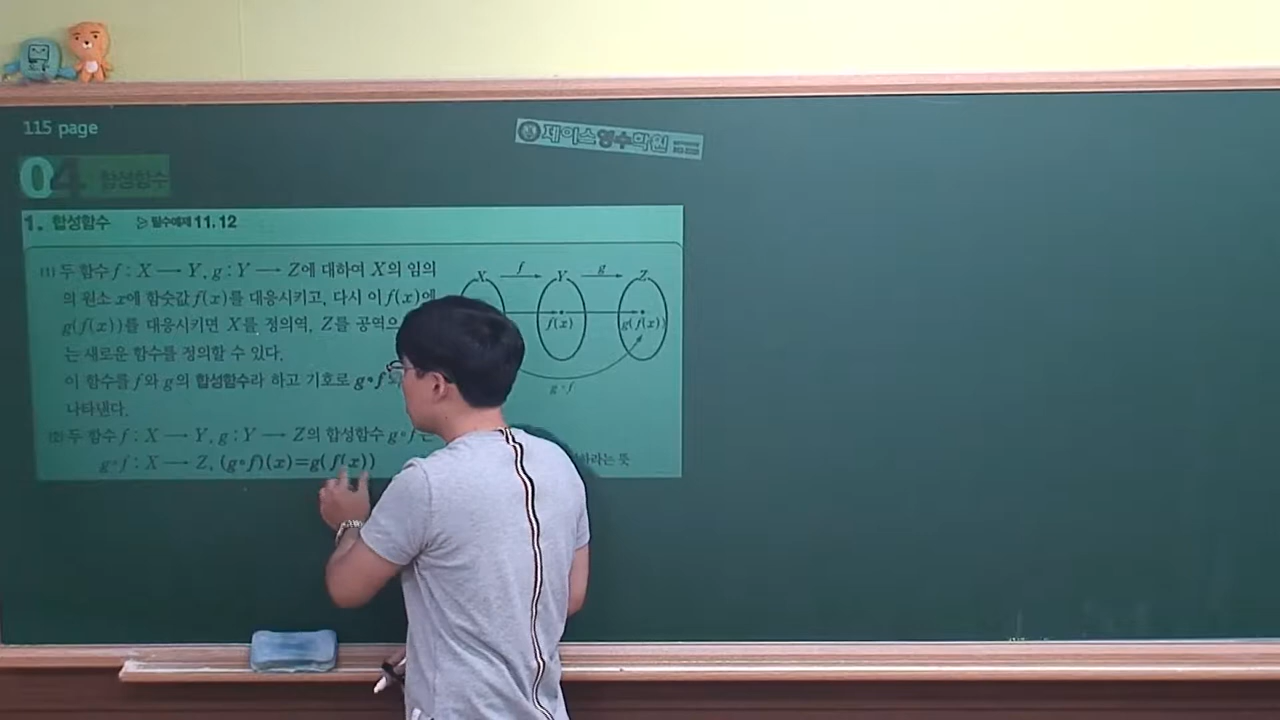 115 page
제이스영수학원
04. 합성함수
1. 합성함수 ▷ 필수예제 11, 12
(1) 두 함수 f : X → Y, g : Y → Z에 대하여 X의 임의
의 원소 x에 함숫값 f(x)를 대응시키고, 다시 이 f(x)에
g(f(x))를 대응시키면 X를 정의역, Z를 공역으
는 새로운 함수를 정의할 수 있다.
이 함수를 f와 g의 합성함수라 하고 기호로 g∘f로
나타낸다.
X f Y g Z
f(x) g(f(x))
g∘f
(2) 두 함수 f : X → Y, g : Y → Z의 합성함수 g∘f는
g∘f : X → Z, (g∘f)(x)=g(f(x))
하라는 뜻